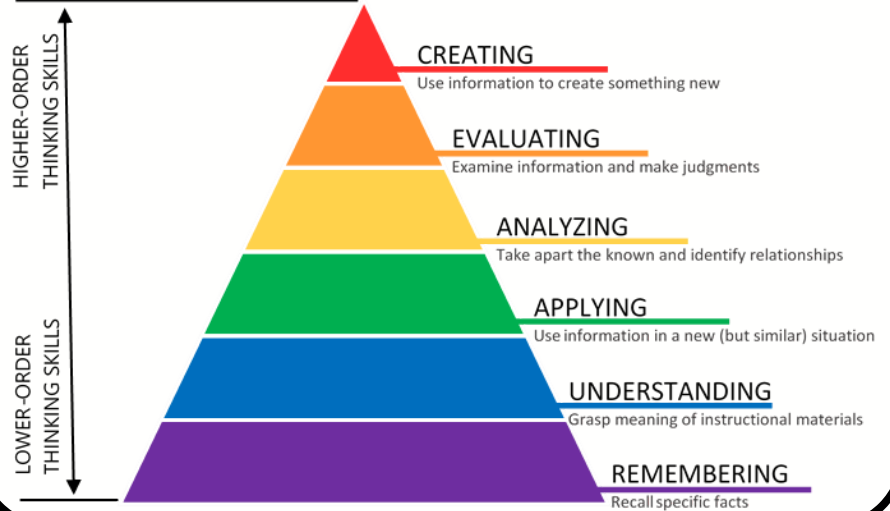 HIGHER-ORDER
THINKING SKILLS
CREATING
Use information to create something new
EVALUATING
Examine information and make judgments
ANALYZING
Take apart the known and identify relationships
APPLYING
Use information in a new (but similar) situation
LOWER-ORDER
THINKING SKILLS
UNDERSTANDING
Grasp meaning of instructional materials
REMEMBERING
Recall specific facts